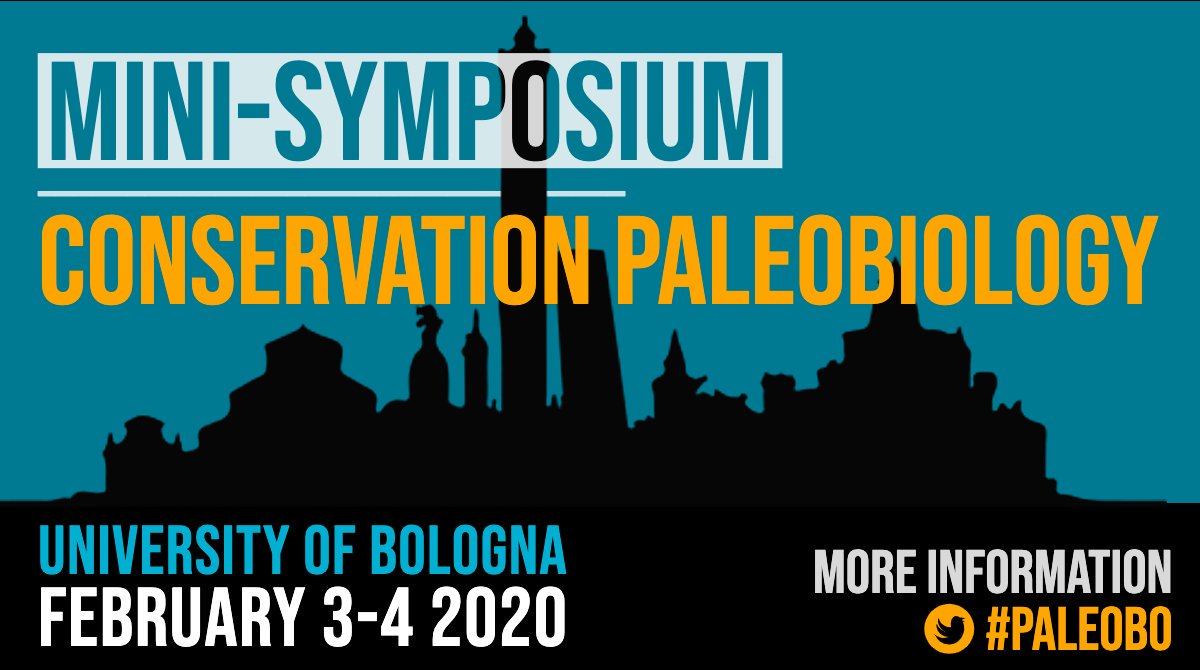 MINI-SYMPOSIUM
CONSERVATION PALEOBIOLOGY
UNIVERSITY OF BOLOGNA
FEBRUARY 3-4 2020
MORE INFORMATION
#PALEOBO